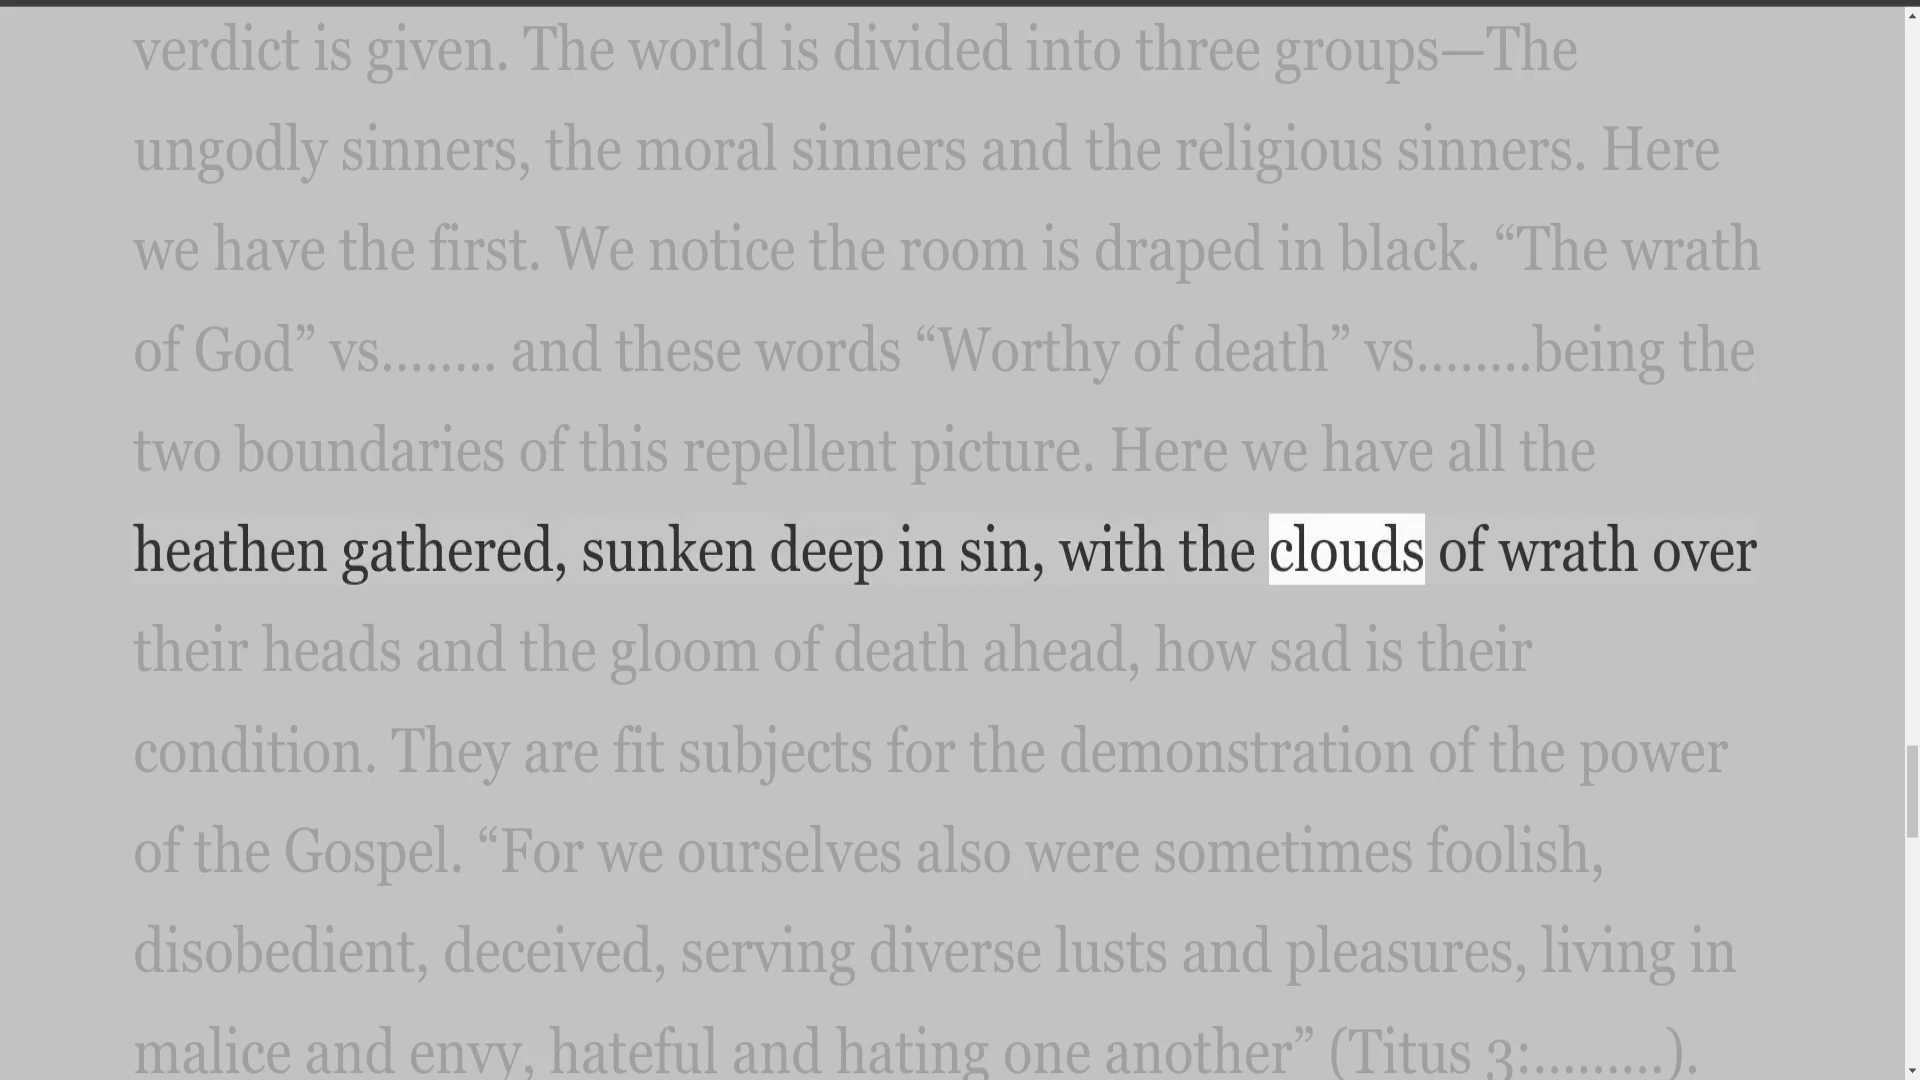 verdict is given. The world is divided into three groups—The
ungodly sinners, the moral sinners and the religious sinners. Here
we have the first. We notice the room is draped in black. “The wrath
of God” vs........ and these words “Worthy of death” vs........being the
two boundaries of this repellent picture. Here we have all the
heathen gathered, sunken deep in sin, with the clouds of wrath over
their heads and the gloom of death ahead, how sad is their
condition. They are fit subjects for the demonstration of the power
of the Gospel. “For we ourselves also were sometimes foolish,
disobedient, deceived, serving diverse lusts and pleasures, living in
malice and envy, hateful and hating one another” (Titus 3:..........).